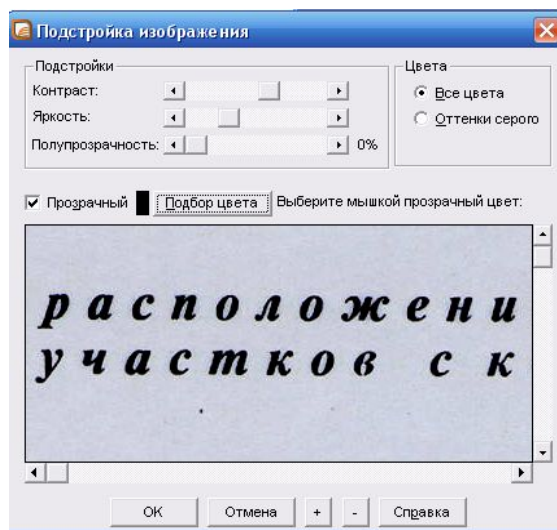 Подстройка изображения
Подстройки
Контраст:
Яркость:
Полупрозрачность: 0%
Цвета
Все цвета
Оттенки серого
Прозрачный Подбор цвета Выберите мышкой прозрачный цвет:
расположени
участков с к
OK Отмена + - Справка